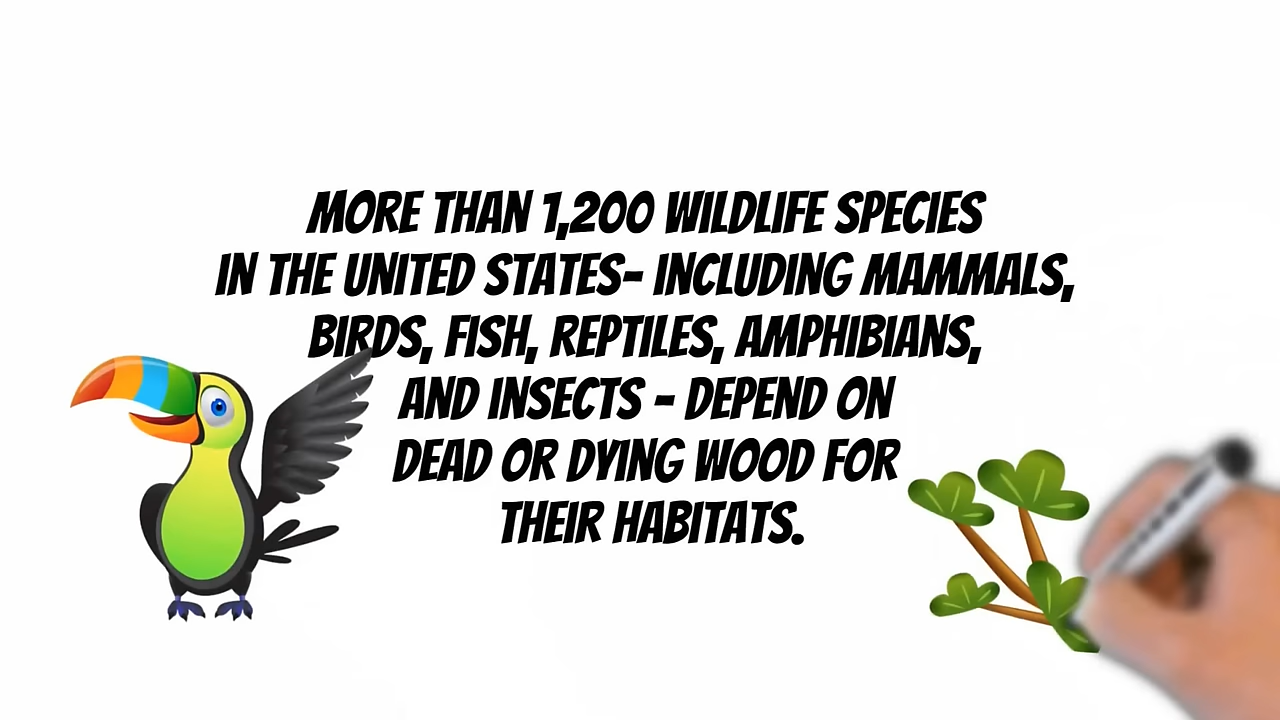 MORE THAN 1,200 WILDLIFE SPECIES
IN THE UNITED STATES- INCLUDING MAMMALS,
BIRDS, FISH, REPTILES, AMPHIBIANS,
AND INSECTS - DEPEND ON
DEAD OR DYING WOOD FOR
THEIR HABITATS.